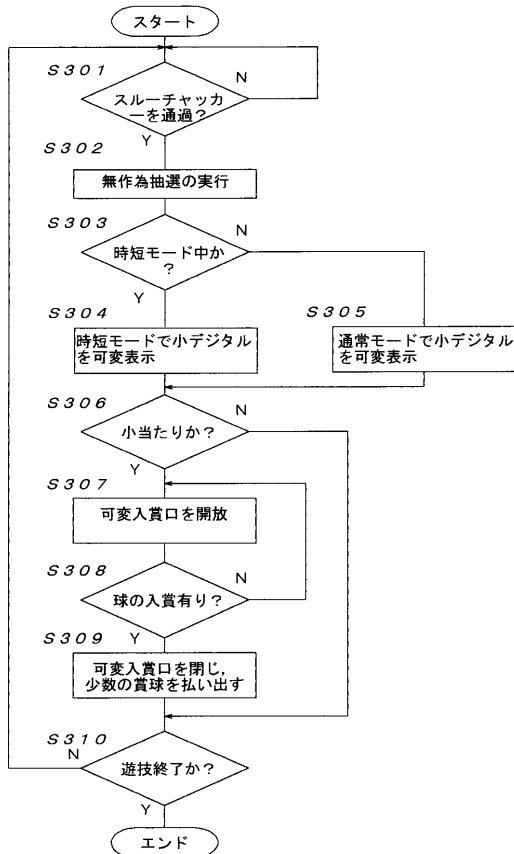 スタート
S301
N
スルーチャッカ
ーを通過？
Y
S302
無作為抽選の実行
S303
N
時短モード中か
？
Y
S304
S305
時短モードで小デジタル
を可変表示
通常モードで小デジタル
を可変表示
S306
N
小当たりか？
Y
S307
可変入賞口を開放
S308
N
球の入賞有り？
Y
S309
可変入賞口を閉じ，
少数の賞球を払い出す
S310
N
遊技終了か？
Y
エンド